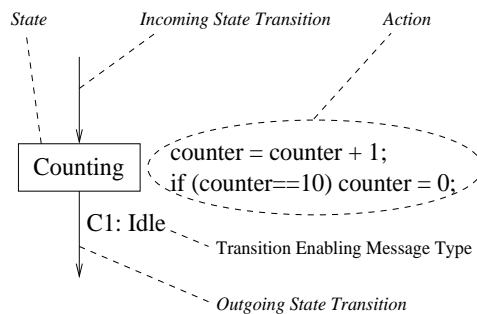 State
Incoming State Transition
Action
Counting
counter = counter + 1;
if (counter==10) counter = 0;
C1: Idle
Transition Enabling Message Type
Outgoing State Transition